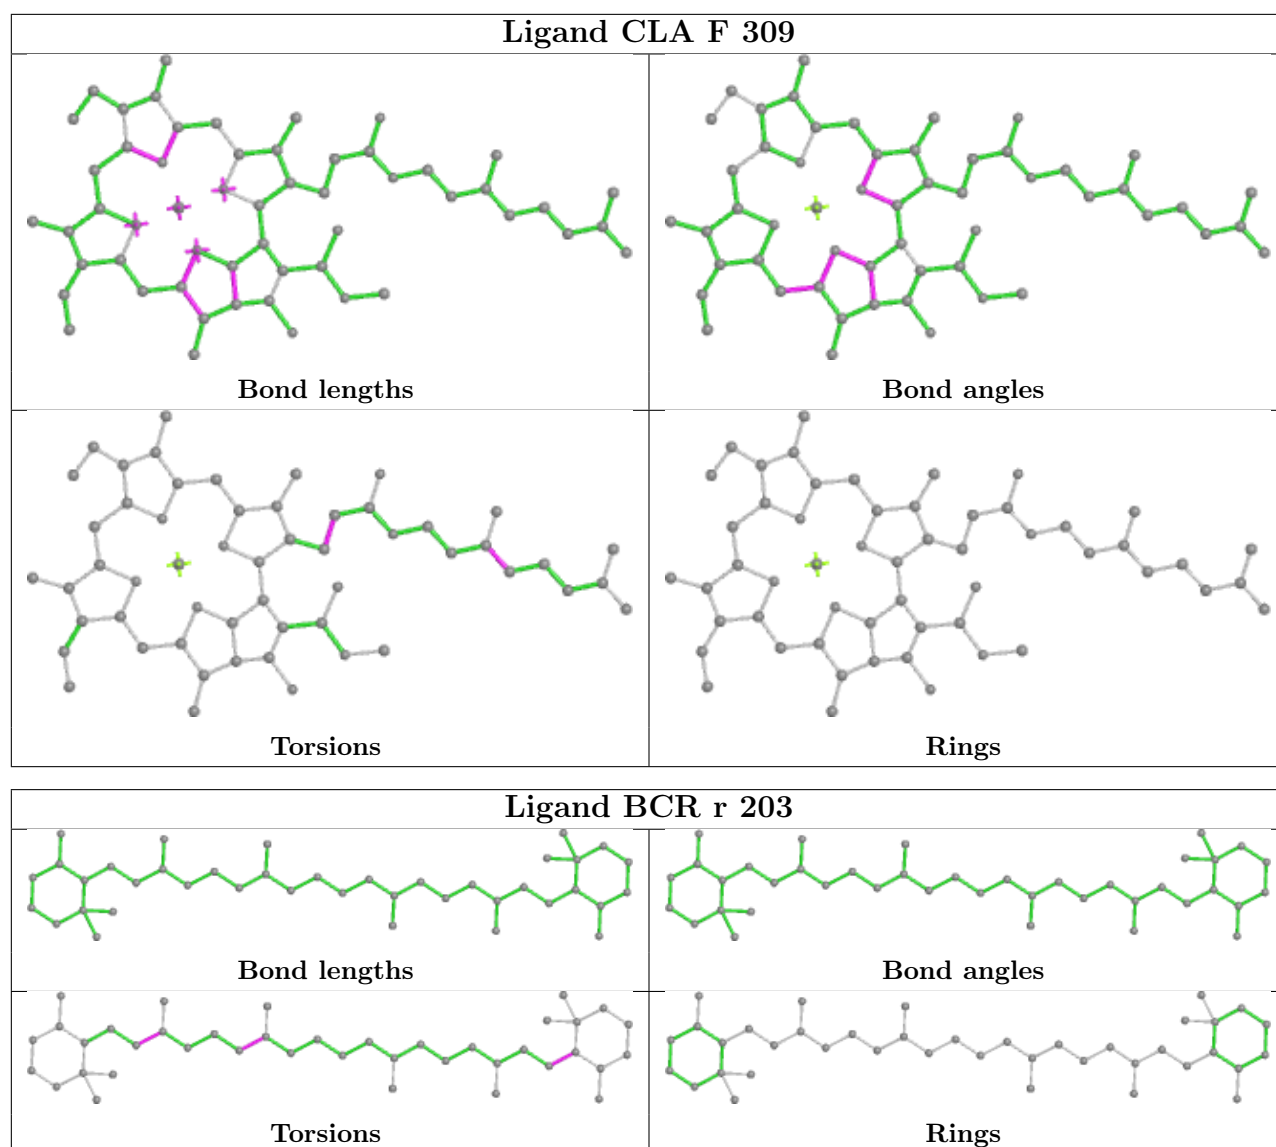 Ligand CLA F 309
Bond lengths
Bond angles
Torsions
Rings
Ligand BCR r 203
Bond lengths
Bond angles
Torsions
Rings